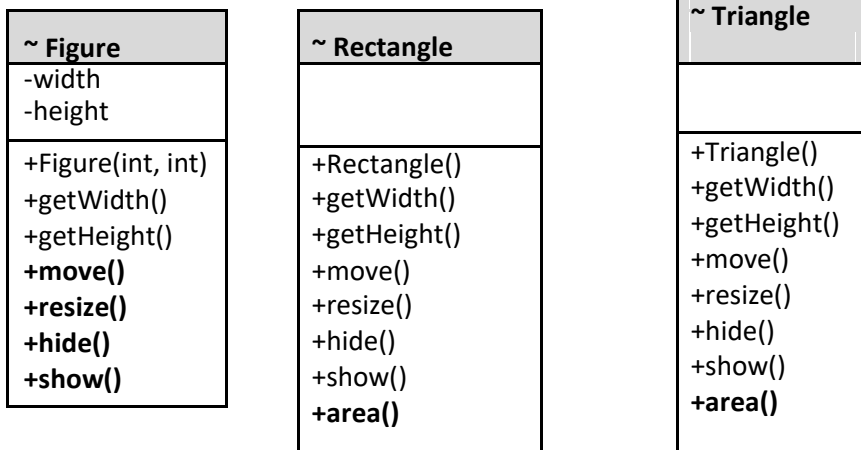 ~ Figure
-width
-height
+Figure(int, int)
+getWidth()
+getHeight()
+move()
+resize()
+hide()
+show()
~ Rectangle
+Rectangle()
+getWidth()
+getHeight()
+move()
+resize()
+hide()
+show()
+area()
~ Triangle
+Triangle()
+getWidth()
+getHeight()
+move()
+resize()
+hide()
+show()
+area()